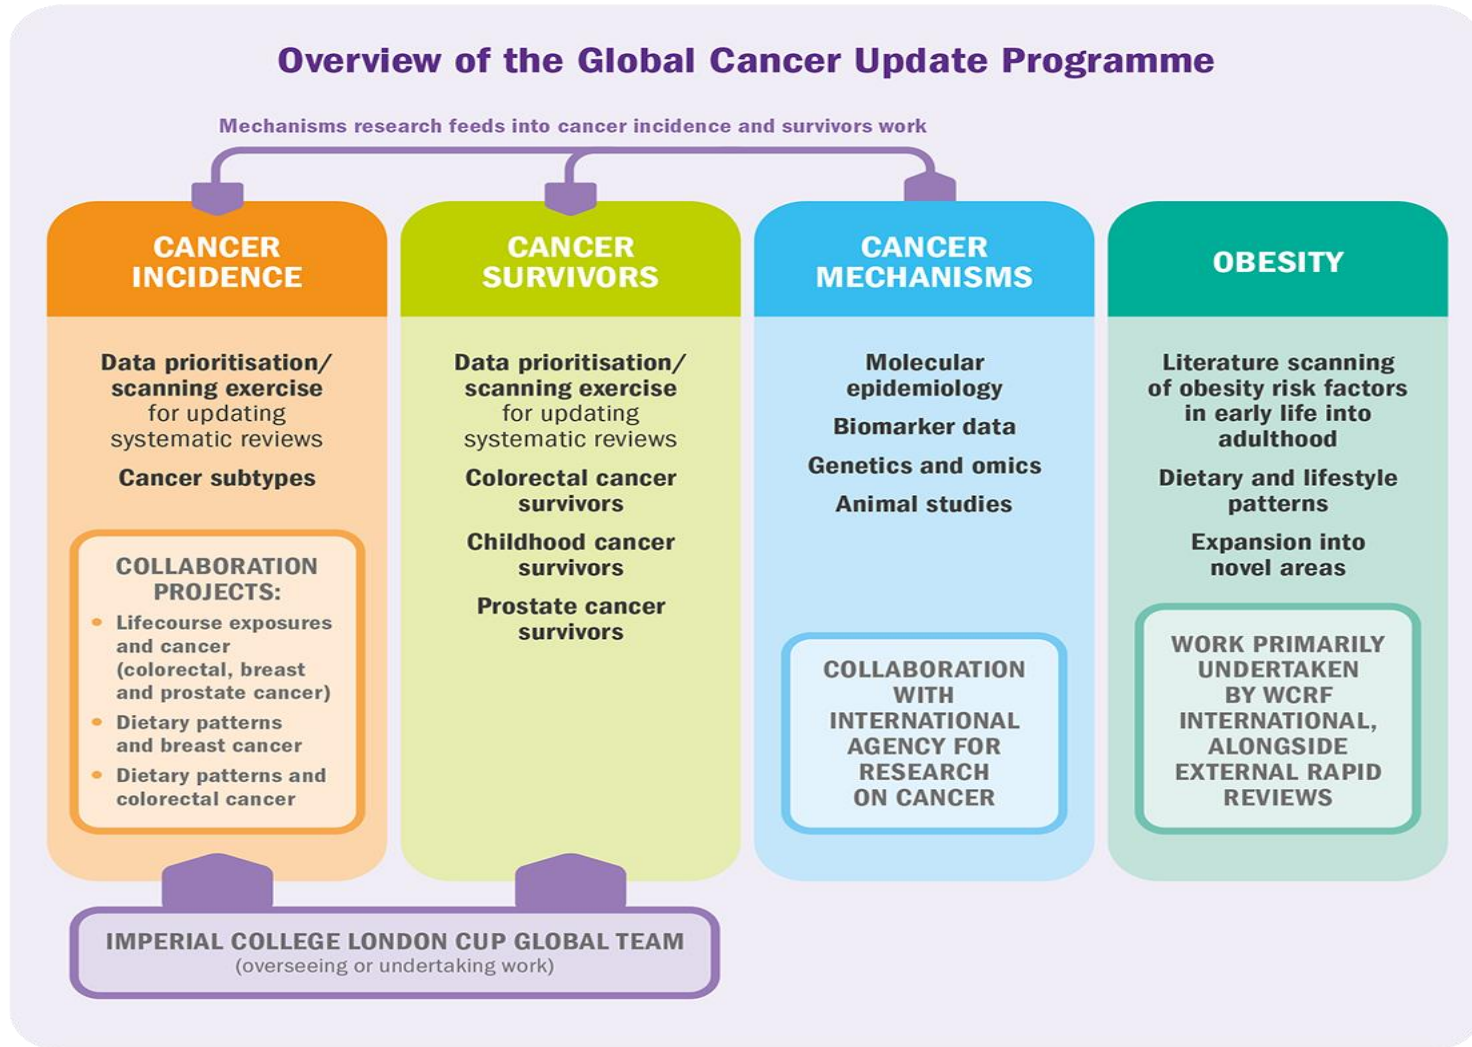 Overview of the Global Cancer Update Programme
Mechanisms research feeds into cancer incidence and survivors work
CANCER
INCIDENCE
Data prioritisation/
scanning exercise
for updating
systematic reviews
Cancer subtypes
COLLABORATION
PROJECTS:
• Lifecourse exposures
and cancer
(colorectal, breast
and prostate cancer)
• Dietary patterns
and breast cancer
• Dietary patterns and
colorectal cancer
CANCER
SURVIVORS
Data prioritisation/
scanning exercise
for updating
systematic reviews
Colorectal cancer
survivors
Childhood cancer
survivors
Prostate cancer
survivors
CANCER
MECHANISMS
Molecular
epidemiology
Biomarker data
Genetics and omics
Animal studies
COLLABORATION
WITH
INTERNATIONAL
AGENCY FOR
RESEARCH
ON CANCER
OBESITY
Literature scanning
of obesity risk factors
in early life into
adulthood
Dietary and lifestyle
patterns
Expansion into
novel areas
WORK PRIMARILY
UNDERTAKEN
BY WCRF
INTERNATIONAL,
ALONGSIDE
EXTERNAL RAPID
REVIEWS
IMPERIAL COLLEGE LONDON CUP GLOBAL TEAM
(overseeing or undertaking work)